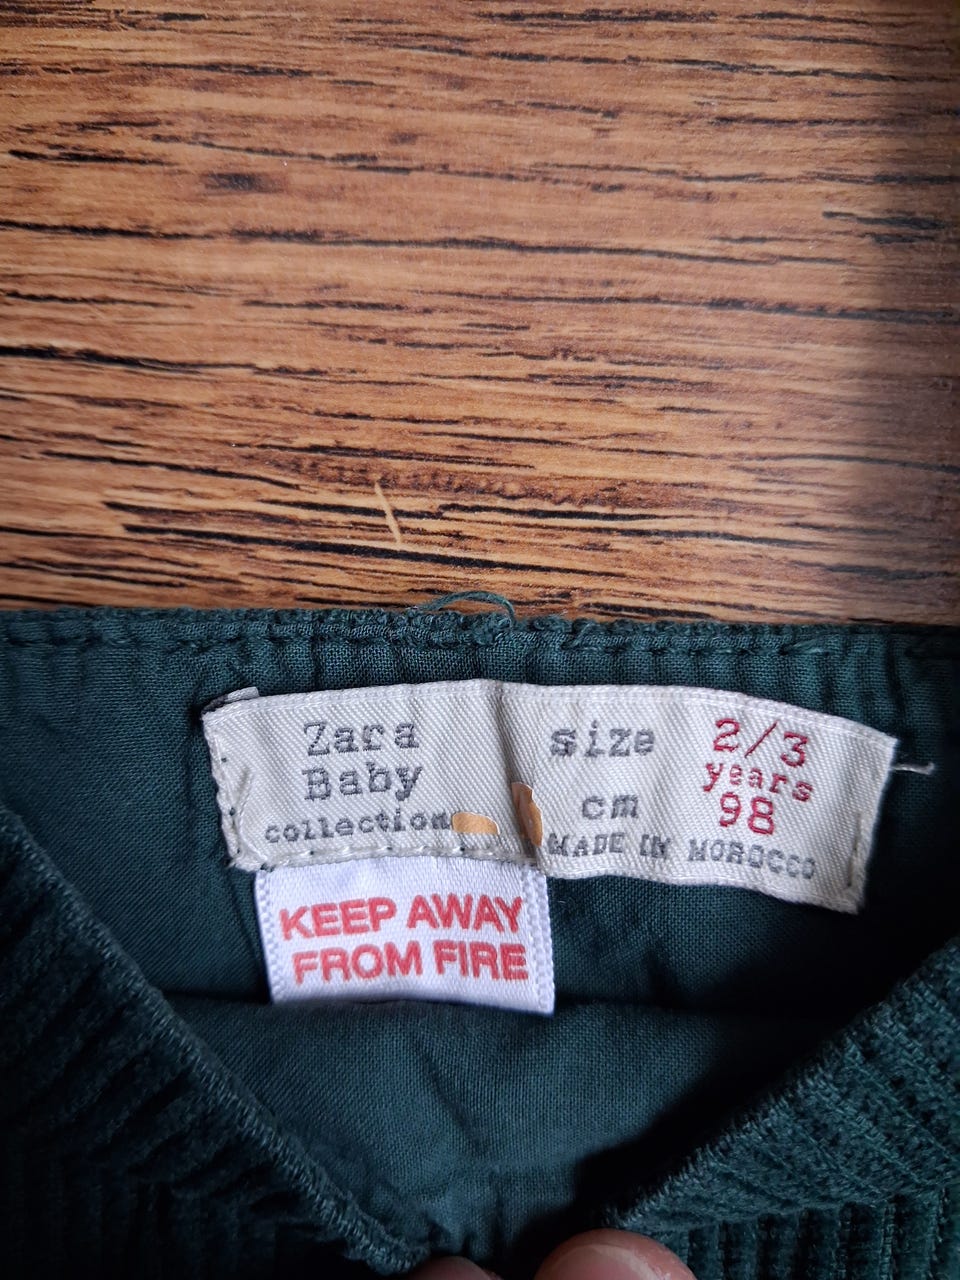 Zara
Baby
collection
size
cm
2/3
years
98
MADE IN MOROCCO
KEEP AWAY
FROM FIRE